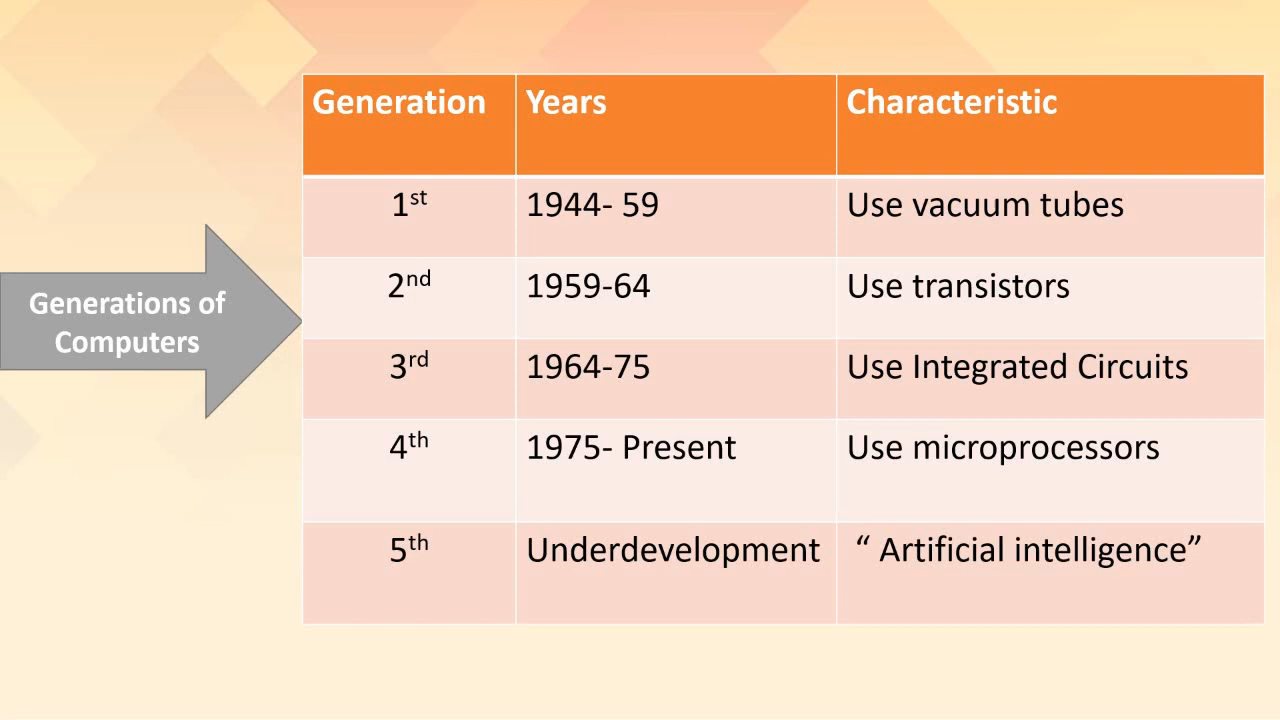 Generations of
Computers
Generation Years Characteristic
1st 1944- 59 Use vacuum tubes
2nd 1959-64 Use transistors
3rd 1964-75 Use Integrated Circuits
4th 1975- Present Use microprocessors
5th Underdevelopment “ Artificial intelligence”